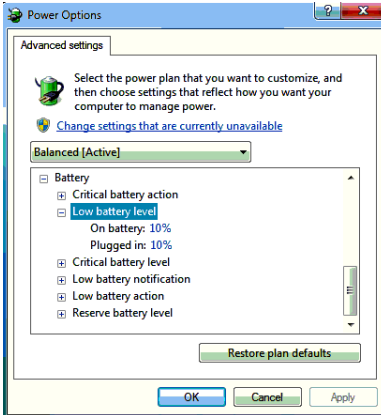 Power Options
Advanced settings
Select the power plan that you want to customize, and
then choose settings that reflect how you want your
computer to manage power.
Change settings that are currently unavailable
Balanced [Active]
Battery
Critical battery action
Low battery level
On battery: 10%
Plugged in: 10%
Critical battery level
Low battery notification
Low battery action
Reserve battery level
Restore plan defaults
OK Cancel Apply